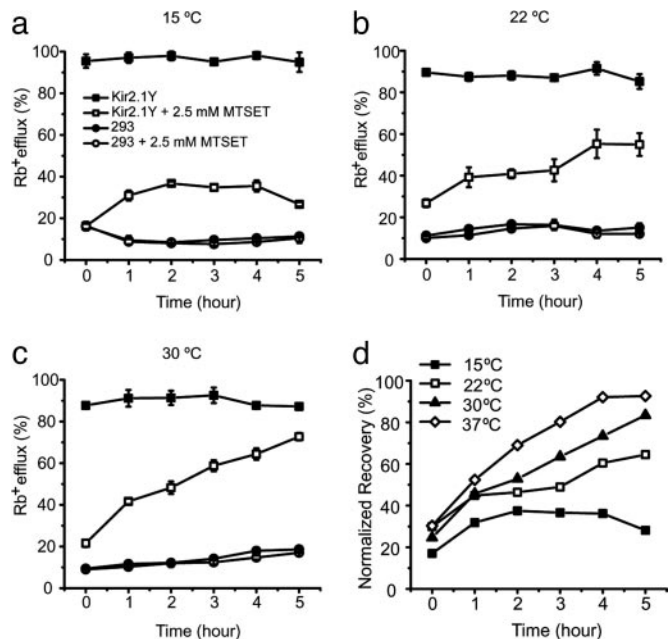 a
15 ºC
Rb+efflux (%)
100
80
60
40
20
0
Kir2.1Y
Kir2.1Y + 2.5 mM MTSET
293
293 + 2.5 mM MTSET
0 1 2 3 4 5
Time (hour)
b
22 ºC
Rb+efflux (%)
100
80
60
40
20
0
0 1 2 3 4 5
Time (hour)
c
30 ºC
Rb+efflux (%)
100
80
60
40
20
0
0 1 2 3 4 5
Time (hour)
d
Normalized Recovery (%)
100
80
60
40
20
0
15ºC
22ºC
30ºC
37ºC
0 1 2 3 4 5
Time (hour)